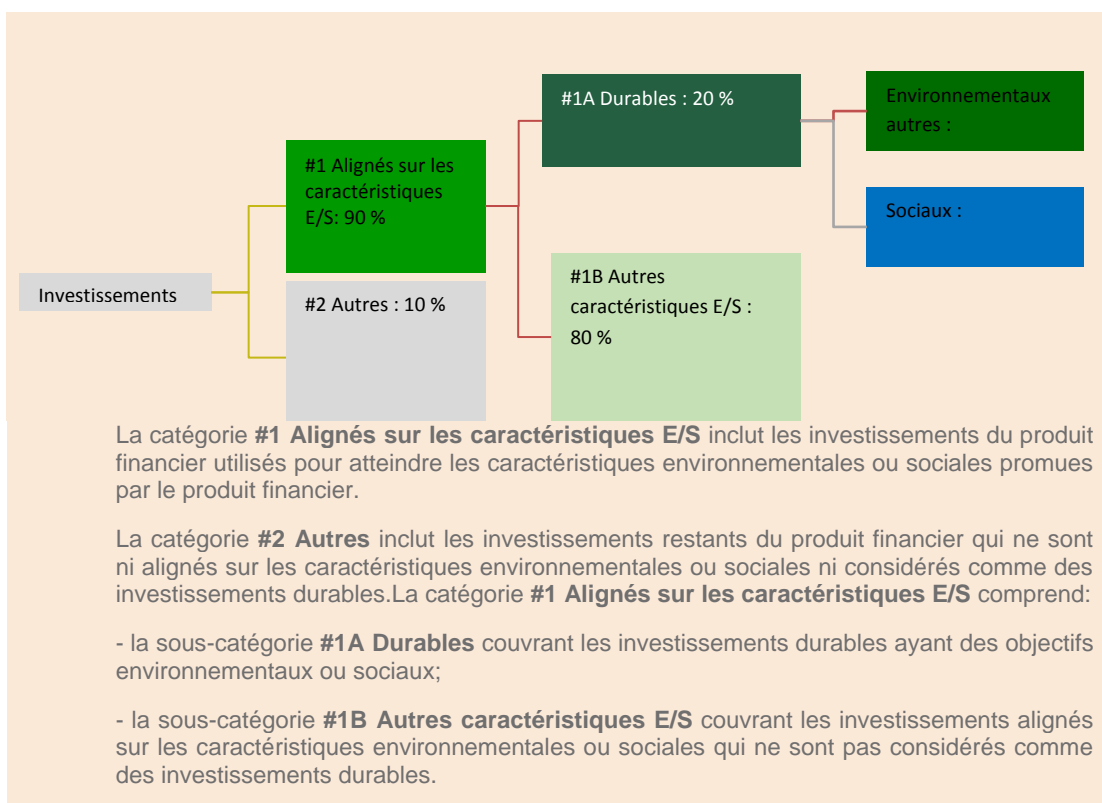 Investissements
#1 Alignés sur les
caractéristiques
E/S: 90 %
#2 Autres : 10 %
#1A Durables : 20 %
#1B Autres
caractéristiques E/S :
80 %
Environnementaux
autres :
Sociaux :
La catégorie #1 Alignés sur les caractéristiques E/S inclut les investissements du produit
financier utilisés pour atteindre les caractéristiques environnementales ou sociales promues
par le produit financier.
La catégorie #2 Autres inclut les investissements restants du produit financier qui ne sont
ni alignés sur les caractéristiques environnementales ou sociales ni considérés comme des
investissements durables.La catégorie #1 Alignés sur les caractéristiques E/S comprend:
- la sous-catégorie #1A Durables couvrant les investissements durables ayant des objectifs
environnementaux ou sociaux;
- la sous-catégorie #1B Autres caractéristiques E/S couvrant les investissements alignés
sur les caractéristiques environnementales ou sociales qui ne sont pas considérés comme
des investissements durables.